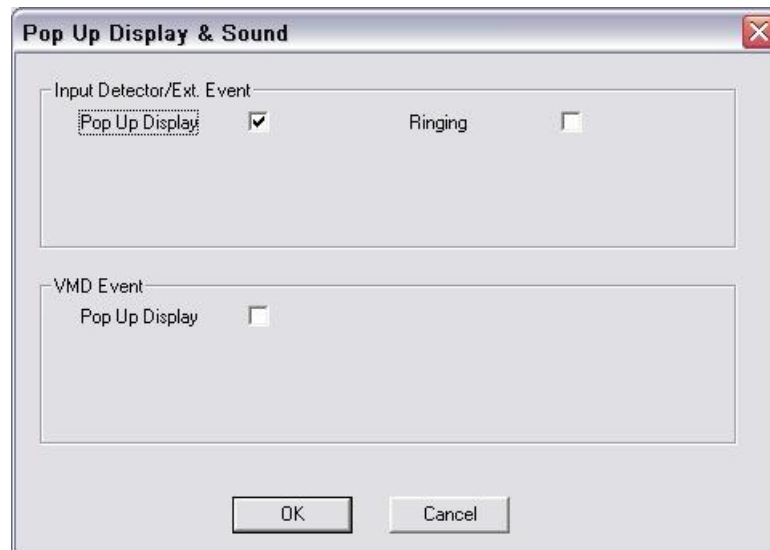 Pop Up Display & Sound
Input Detector/Ext. Event
Pop Up Display Ringing
VMD Event
Pop Up Display
OK Cancel